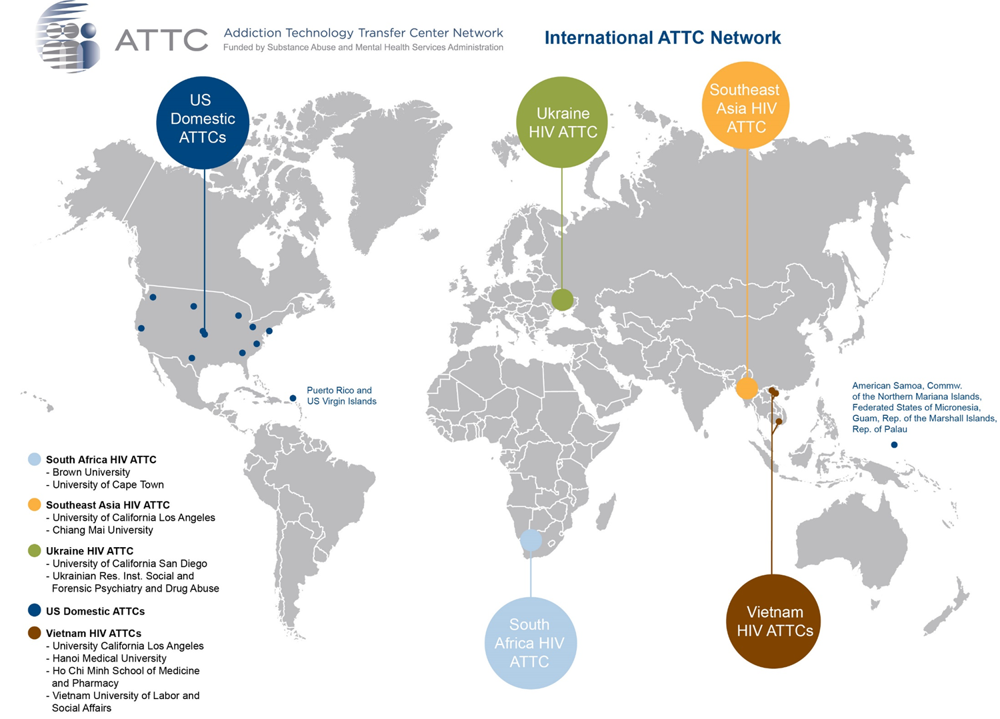 ATTC
Addiction Technology Transfer Center Network
Funded by Substance Abuse and Mental Health Services Administration
International ATTC Network
US
Domestic
ATTCs
Ukraine
HIV ATTC
Southeast
Asia HIV
ATTC
Puerto Rico and
US Virgin Islands
American Samoa, Commw.
of the Northern Mariana Islands,
Federated States of Micronesia,
Guam, Rep. of the Marshall Islands,
Rep. of Palau
South Africa HIV ATTC
- Brown University
- University of Cape Town
Southeast Asia HIV ATTC
- University of California Los Angeles
- Chiang Mai University
Ukraine HIV ATTC
- University of California San Diego
- Ukrainian Res. Inst. Social and
Forensic Psychiatry and Drug Abuse
US Domestic ATTCs
Vietnam HIV ATTCs
- University California Los Angeles
- Hanoi Medical University
- Ho Chi Minh School of Medicine
and Pharmacy
- Vietnam University of Labor and
Social Affairs
South
Africa HIV
ATTC
Vietnam
HIV ATTCs